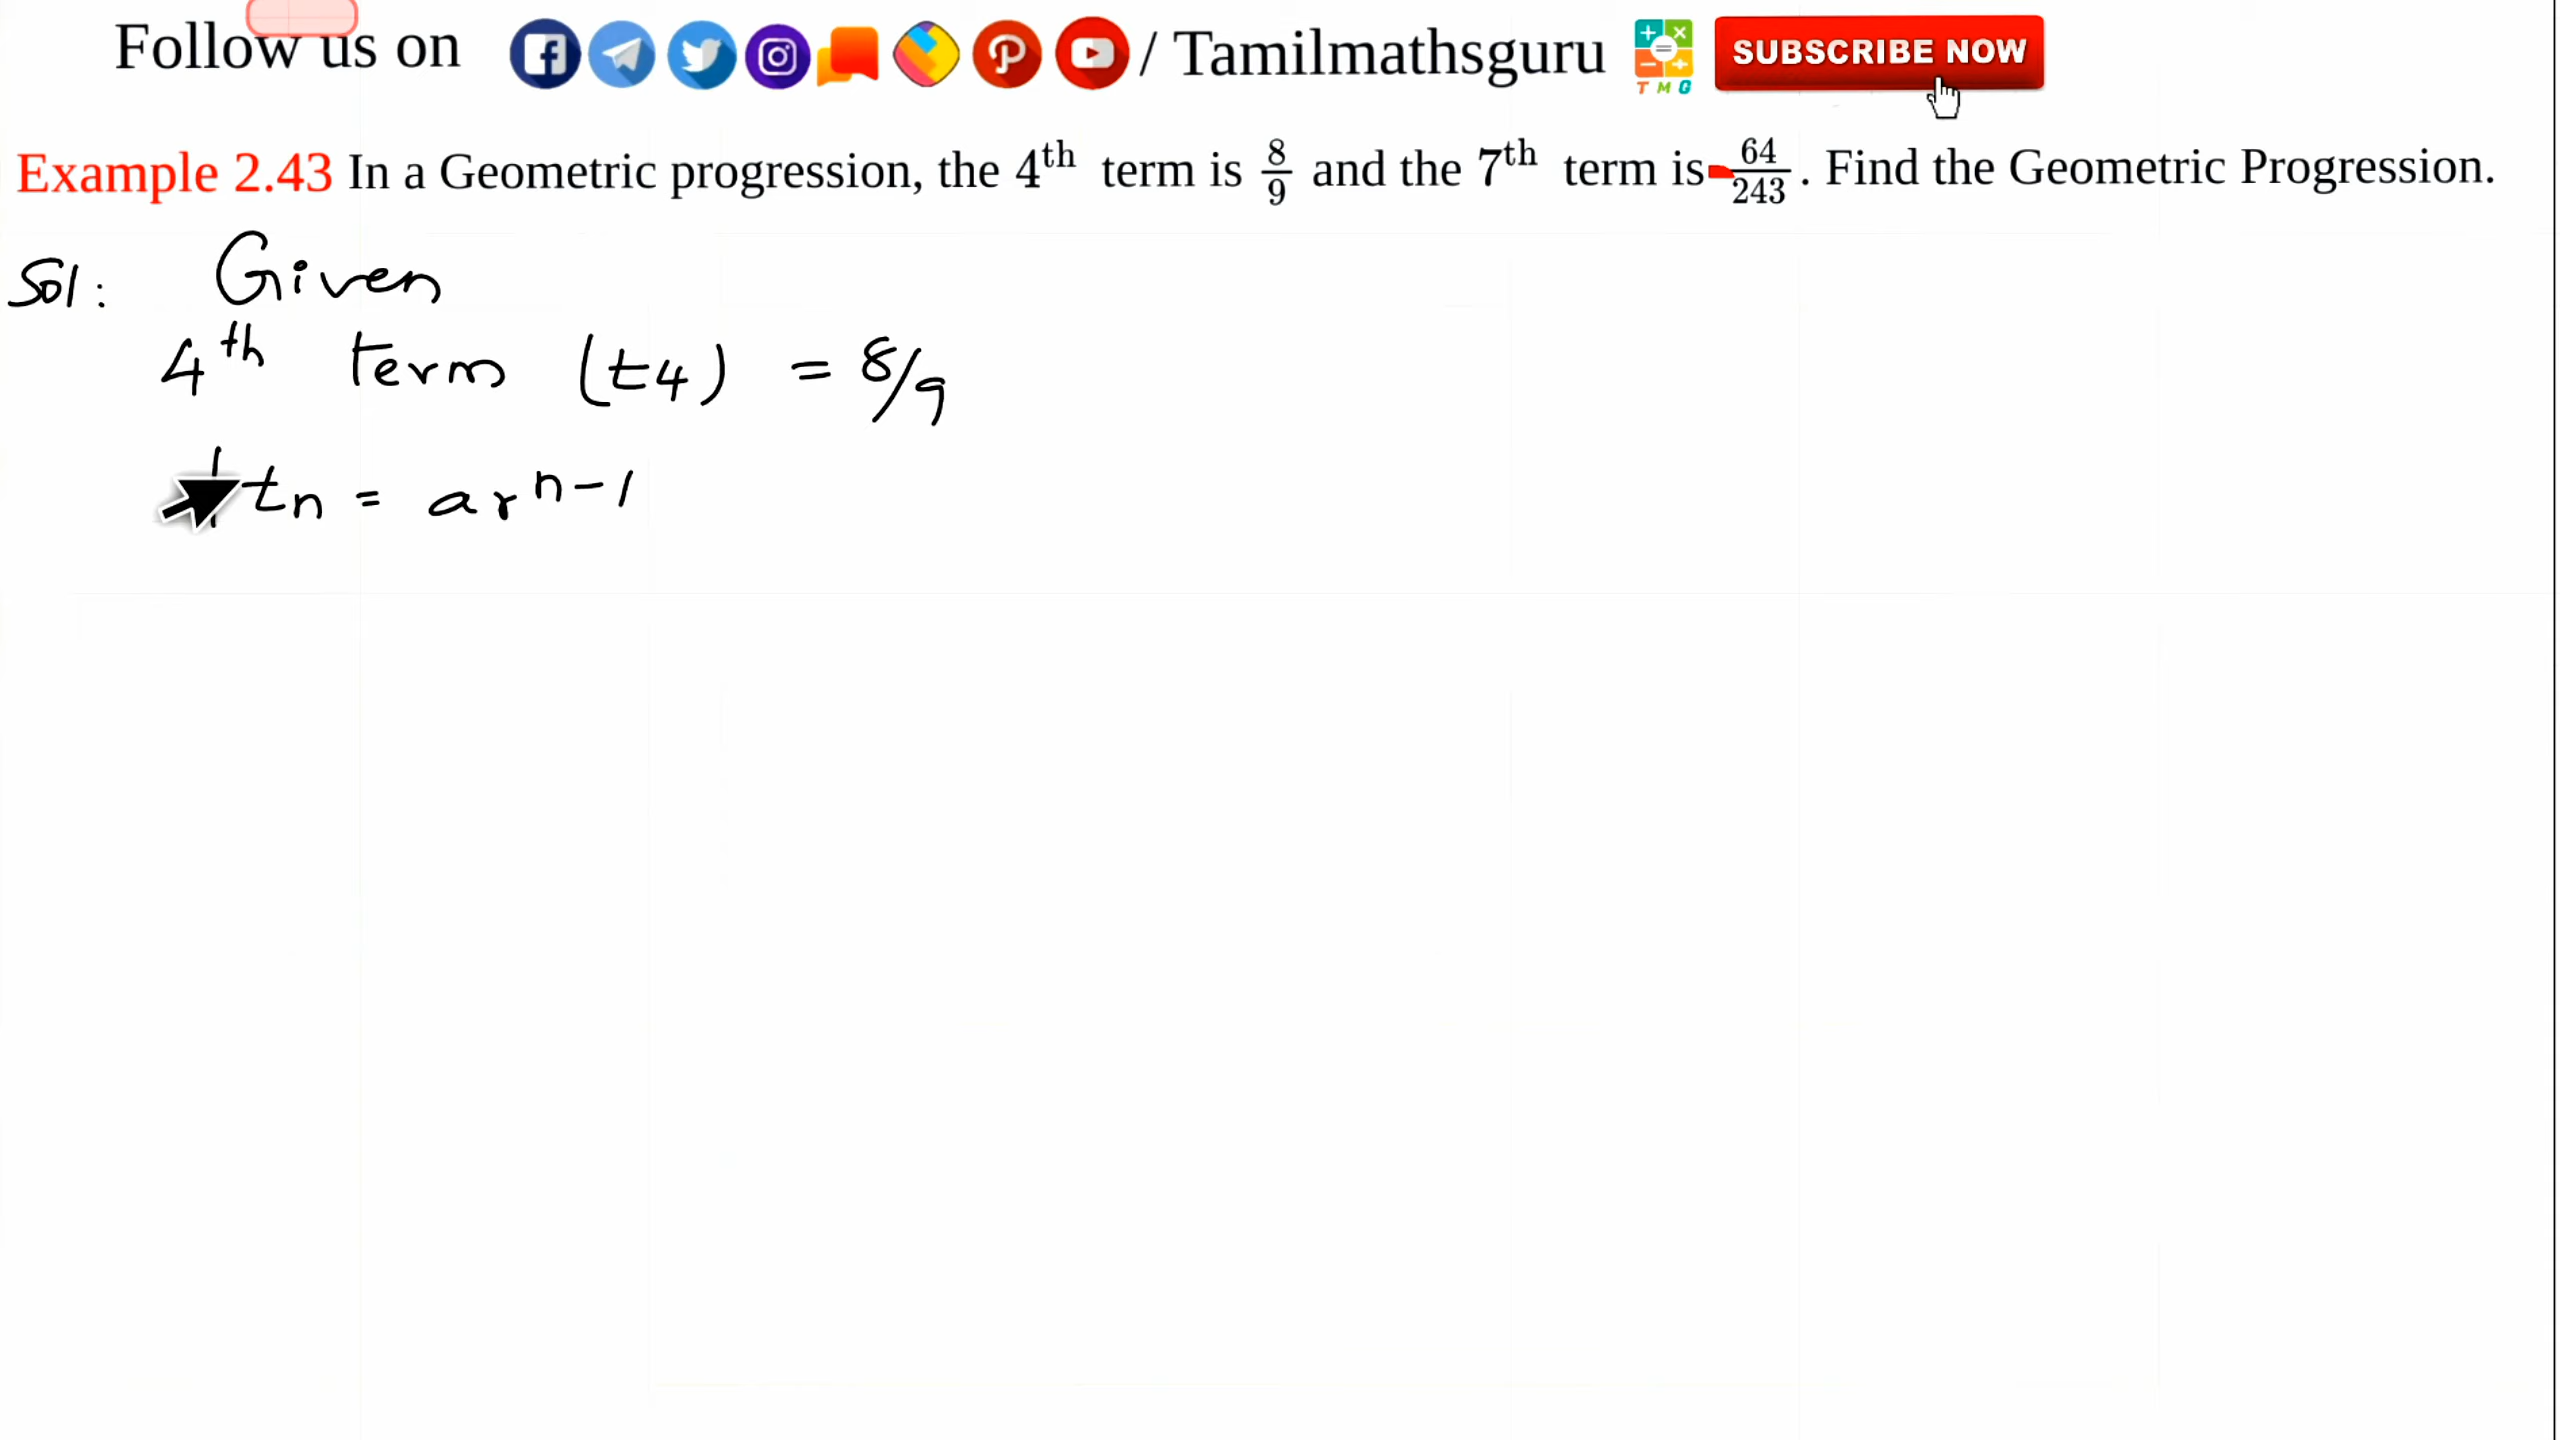 Follow us on / Tamilmathsguru TMG SUBSCRIBE NOW
Example 2.43 In a Geometric progression, the 4th term is 8/9 and the 7th term is - 64/243. Find the Geometric Progression.
Sol: Given
4th term (t4) = 8/9
tn = ar^n-1